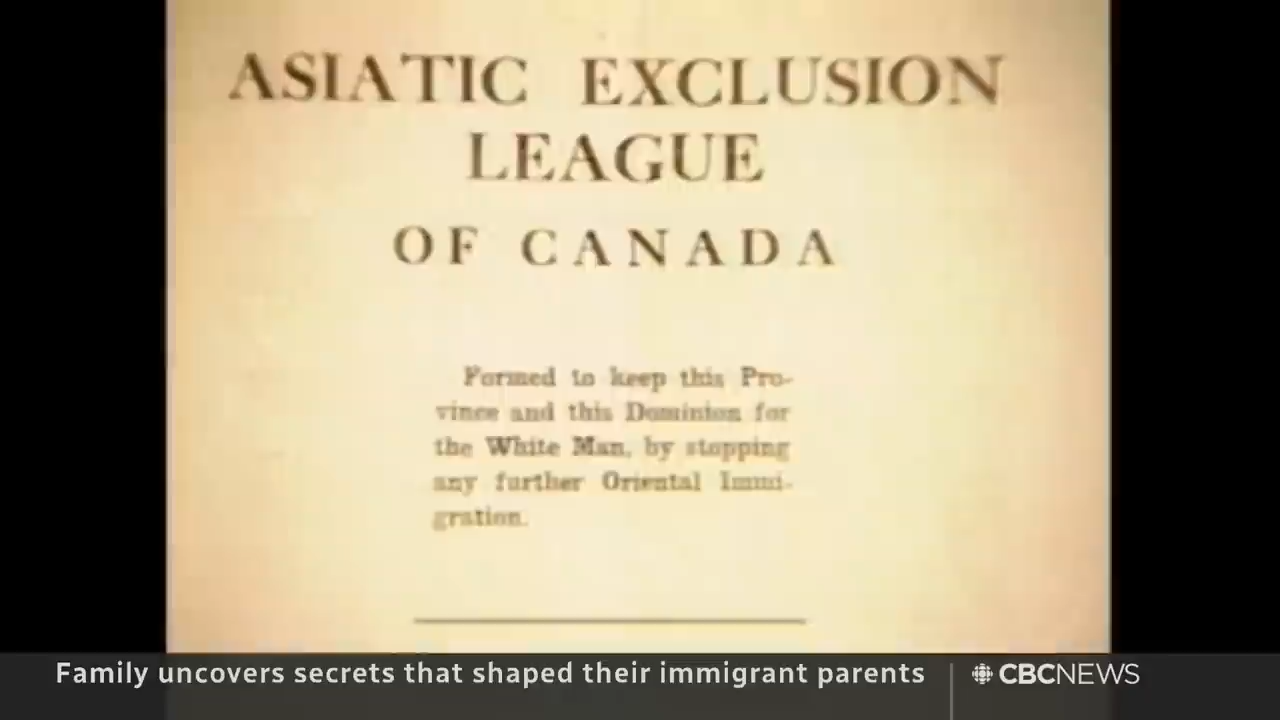 ASIATIC EXCLUSION
LEAGUE
OF CANADA
Formed to keep this Pro-
vince and this Dominion for
the White Man, by stopping
any further Oriental Immi-
gration.
Family uncovers secrets that shaped their immigrant parents
CBCNEWS